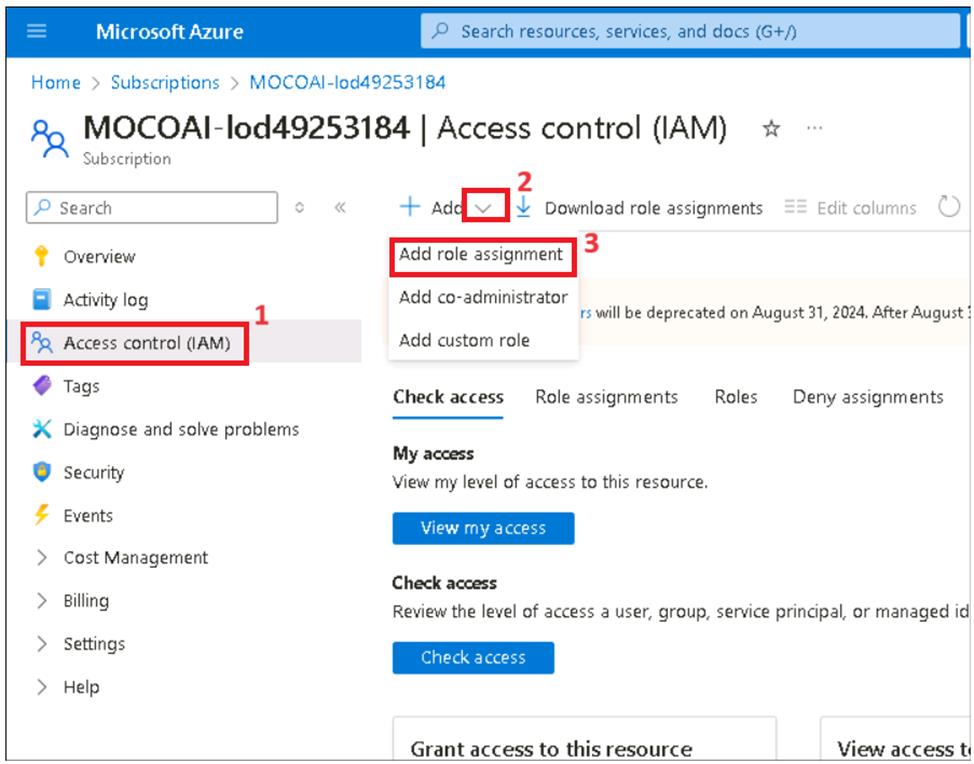 Microsoft Azure
Search resources, services, and docs (G+/)
Home > Subscriptions > MOCOAI-lod49253184
MOCOAI-lod49253184 | Access control (IAM)
Subscription
Search
+ Add
2
Download role assignments
Edit columns
Add role assignment
3
Add co-administrator
Add custom role
will be deprecated on August 31, 2024. After August
Overview
Activity log
1
Access control (IAM)
Tags
Diagnose and solve problems
Security
Events
Cost Management
Billing
Settings
Help
Check access
Role assignments
Roles
Deny assignments
My access
View my level of access to this resource.
View my access
Check access
Review the level of access a user, group, service principal, or managed
Check access
Grant access to this resource
View access